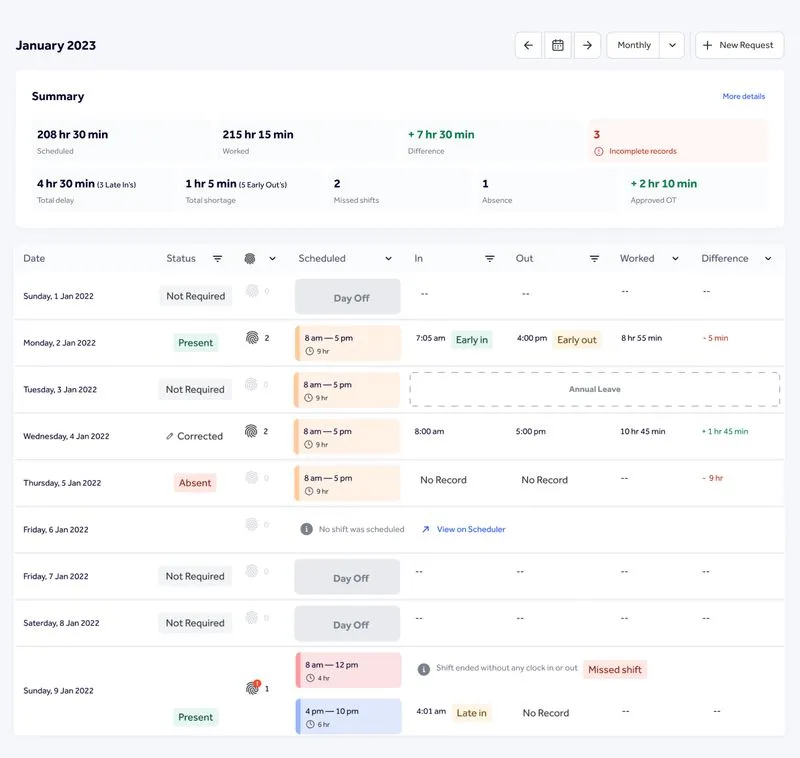 January 2023
Monthly
New Request
Summary
More details
208 hr 30 min
Scheduled
215 hr 15 min
Worked
+ 7 hr 30 min
Difference
3
Incomplete records
4 hr 30 min (3 Late In's)
Total delay
1 hr 5 min (5 Early Out's)
Total shortage
2
Missed shifts
1
Absence
+ 2 hr 10 min
Approved OT
Date Status Scheduled In Out Worked Difference
Sunday, 1 Jan 2022 Not Required 0 Day Off -- -- -- --
Monday, 2 Jan 2022 Present 2 8 am — 5 pm 7:05 am Early in 4:00 pm Early out 8 hr 55 min - 5 min
9 hr
Tuesday, 3 Jan 2022 Not Required 0 8 am — 5 pm Annual Leave
9 hr
Wednesday, 4 Jan 2022 Corrected 2 8 am — 5 pm 8:00 am 5:00 pm 10 hr 45 min + 1 hr 45 min
9 hr
Thursday, 5 Jan 2022 Absent 0 8 am — 5 pm No Record No Record -- - 9 hr
9 hr
Friday, 6 Jan 2022 0 No shift was scheduled View on Scheduler
Friday, 7 Jan 2022 Not Required 0 Day Off -- -- -- --
Saterday, 8 Jan 2022 Not Required 0 Day Off -- -- -- --
8 am — 12 pm Shift ended without any clock in or out Missed shift
4 hr
Sunday, 9 Jan 2022 1
Present 4 pm — 10 pm 4:01 am Late in No Record -- --
6 hr